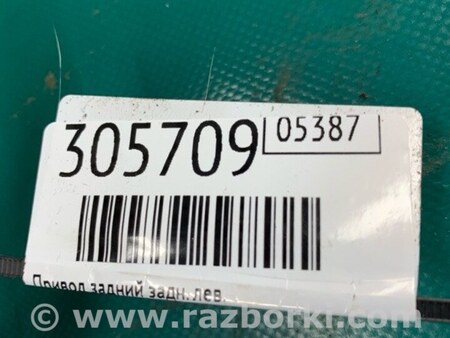 305709 05387
Привод задний задн. лев.
© www.razborki.com